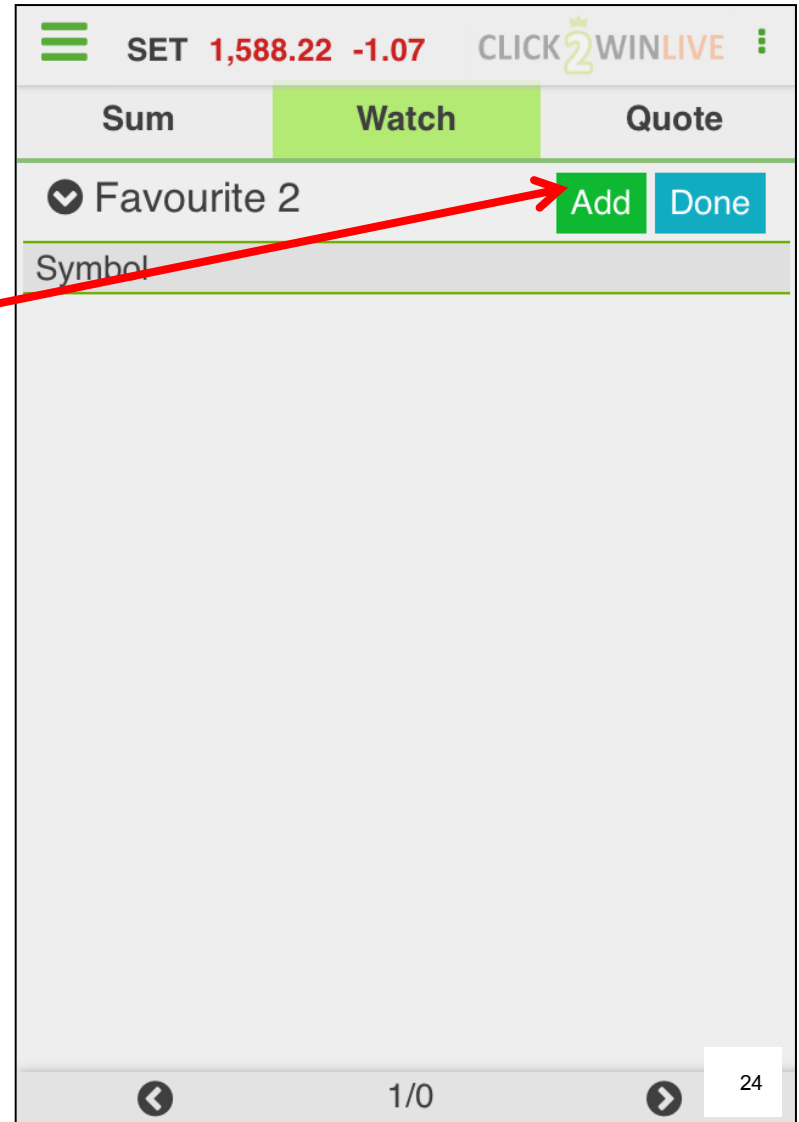 SET 1,588.22 -1.07 CLICK2WINLIVE
Sum Watch Quote
Favourite 2 Add Done
Symbol
1/0
24